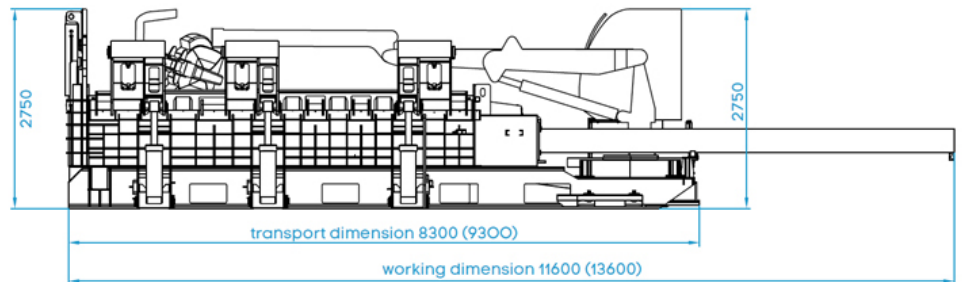 2750
2750
transport dimension 8300 (9300)
working dimension 11600 (13600)